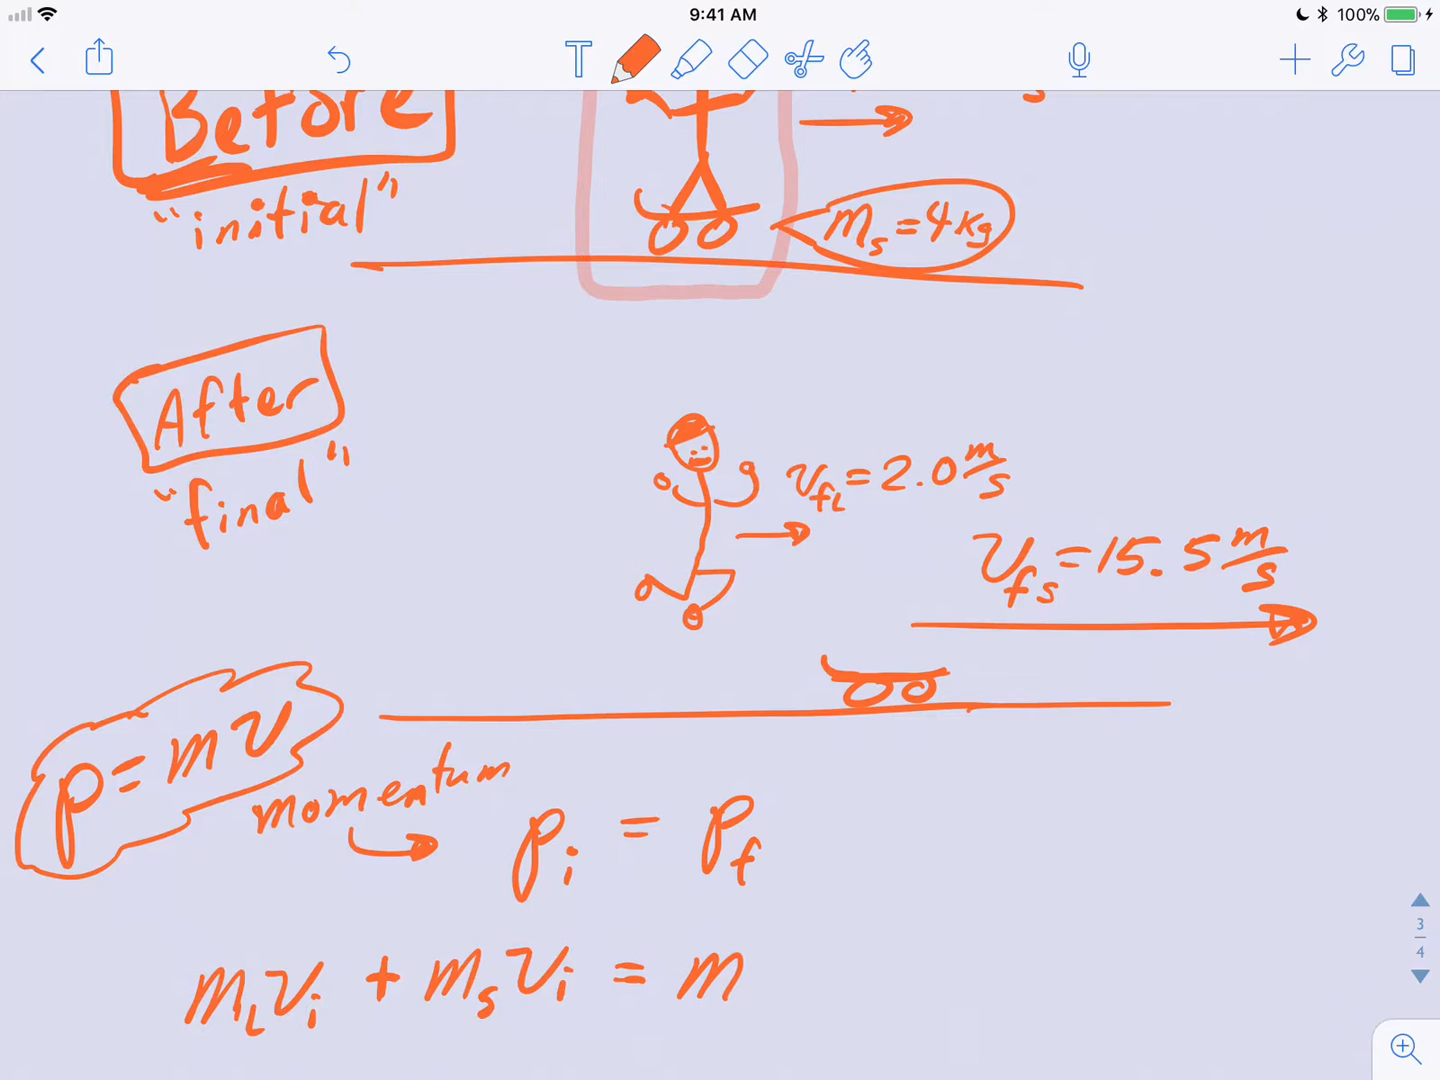 9:41 AM
100%
T
Before
s
"initial"
m_s = 4 kg
After
"final"
v_fL = 2.0 m/s
v_fs = 15.5 m/s
p = mv
momentum
p_i = p_f
m_L v_i + m_s v_i = m
3
4